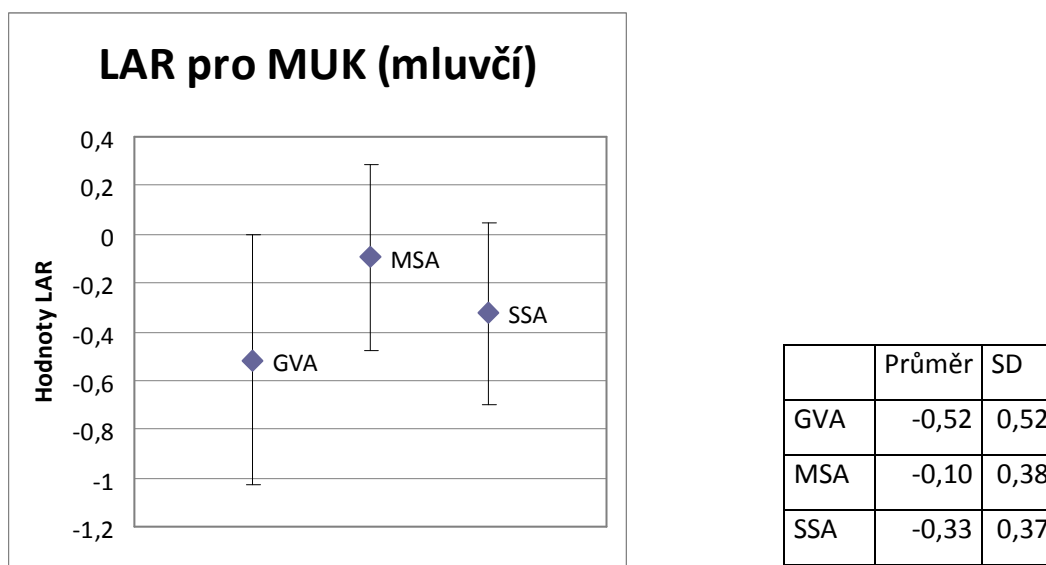 LAR pro MUK (mluvčí)
Hodnoty LAR
0,4
0,2
0
-0,2
-0,4
-0,6
-0,8
-1
-1,2
GVA
MSA
SSA
Průměr SD
GVA -0,52 0,52
MSA -0,10 0,38
SSA -0,33 0,37